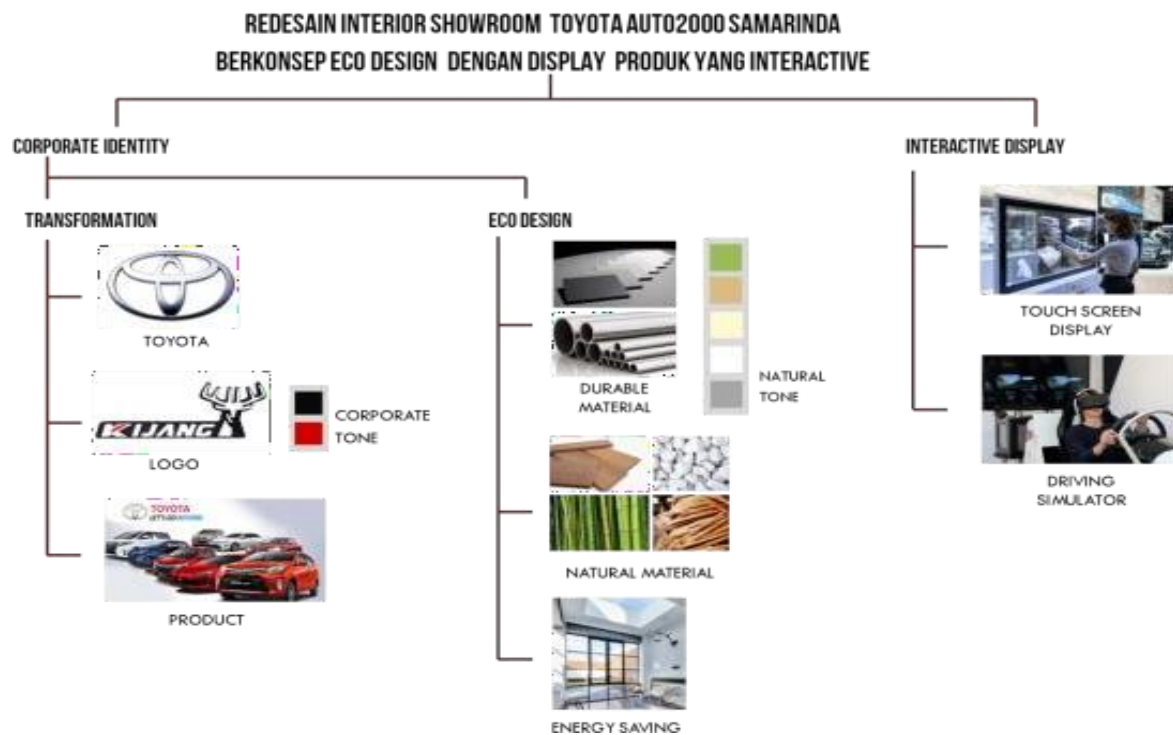 REDESAIN INTERIOR SHOWROOM TOYOTA AUTO2000 SAMARINDA
BERKONSEP ECO DESIGN DENGAN DISPLAY PRODUK YANG INTERACTIVE
CORPORATE IDENTITY
INTERACTIVE DISPLAY
TRANSFORMATION
ECO DESIGN
TOYOTA
KIJANG
LOGO
CORPORATE
TONE
TOYOTA
PRODUCT
DURABLE
MATERIAL
NATURAL
TONE
NATURAL MATERIAL
ENERGY SAVING
TOUCH SCREEN
DISPLAY
DRIVING
SIMULATOR